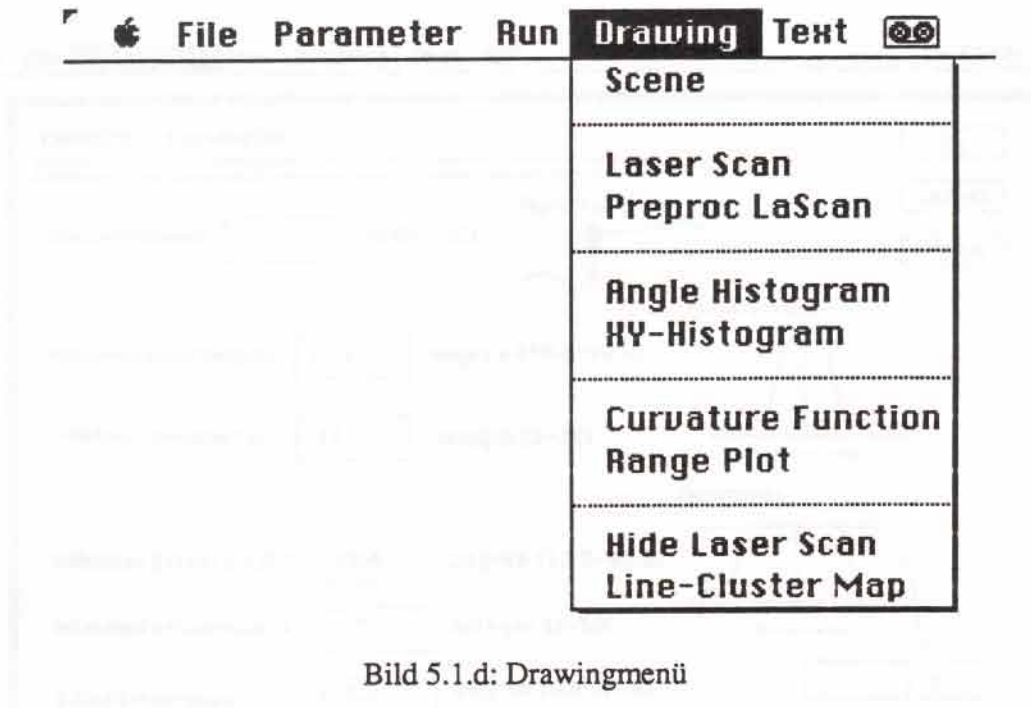 File Parameter Run Drawing Text
Scene
Laser Scan
Preproc LaScan
Angle Histogram
XY-Histogram
Curvature Function
Range Plot
Hide Laser Scan
Line-Cluster Map
Bild 5.1.d: Drawingmenü